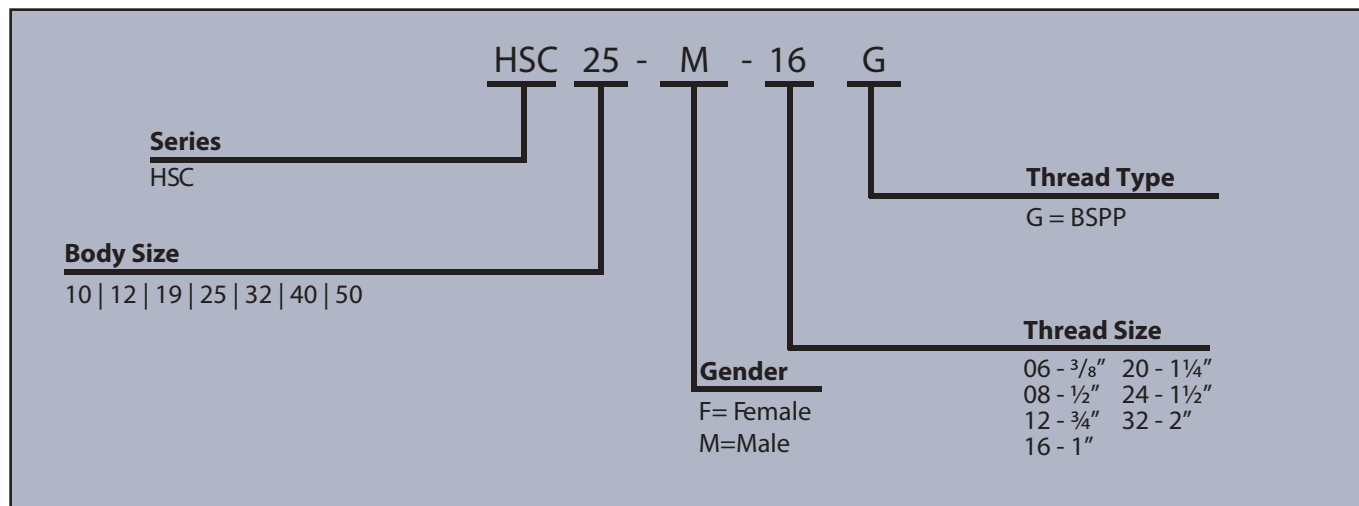 HSC 25 - M - 16 G
Series
HSC
Thread Type
G = BSPP
Body Size
10 | 12 | 19 | 25 | 32 | 40 | 50
Thread Size
06 - ³/₈″ 20 - 1¼″
08 - ½″ 24 - 1½″
12 - ¾″ 32 - 2″
16 - 1″
Gender
F= Female
M=Male